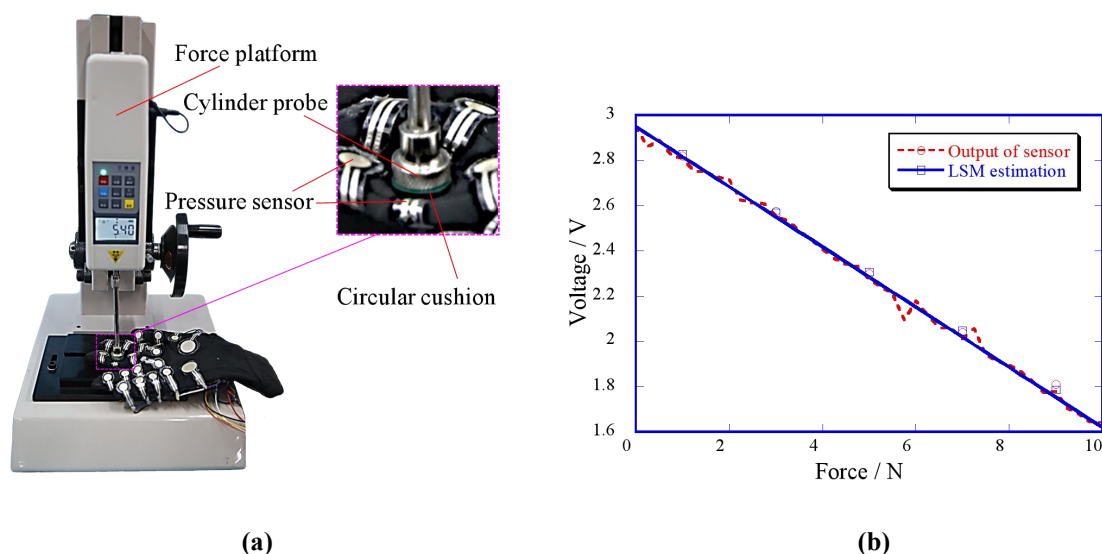 Force platform
Cylinder probe
Pressure sensor
Circular cushion
5.40
(a)
Voltage / V
3
2.8
2.6
2.4
2.2
2
1.8
1.6
0
2
4
6
8
10
Force / N
Output of sensor
LSM estimation
(b)